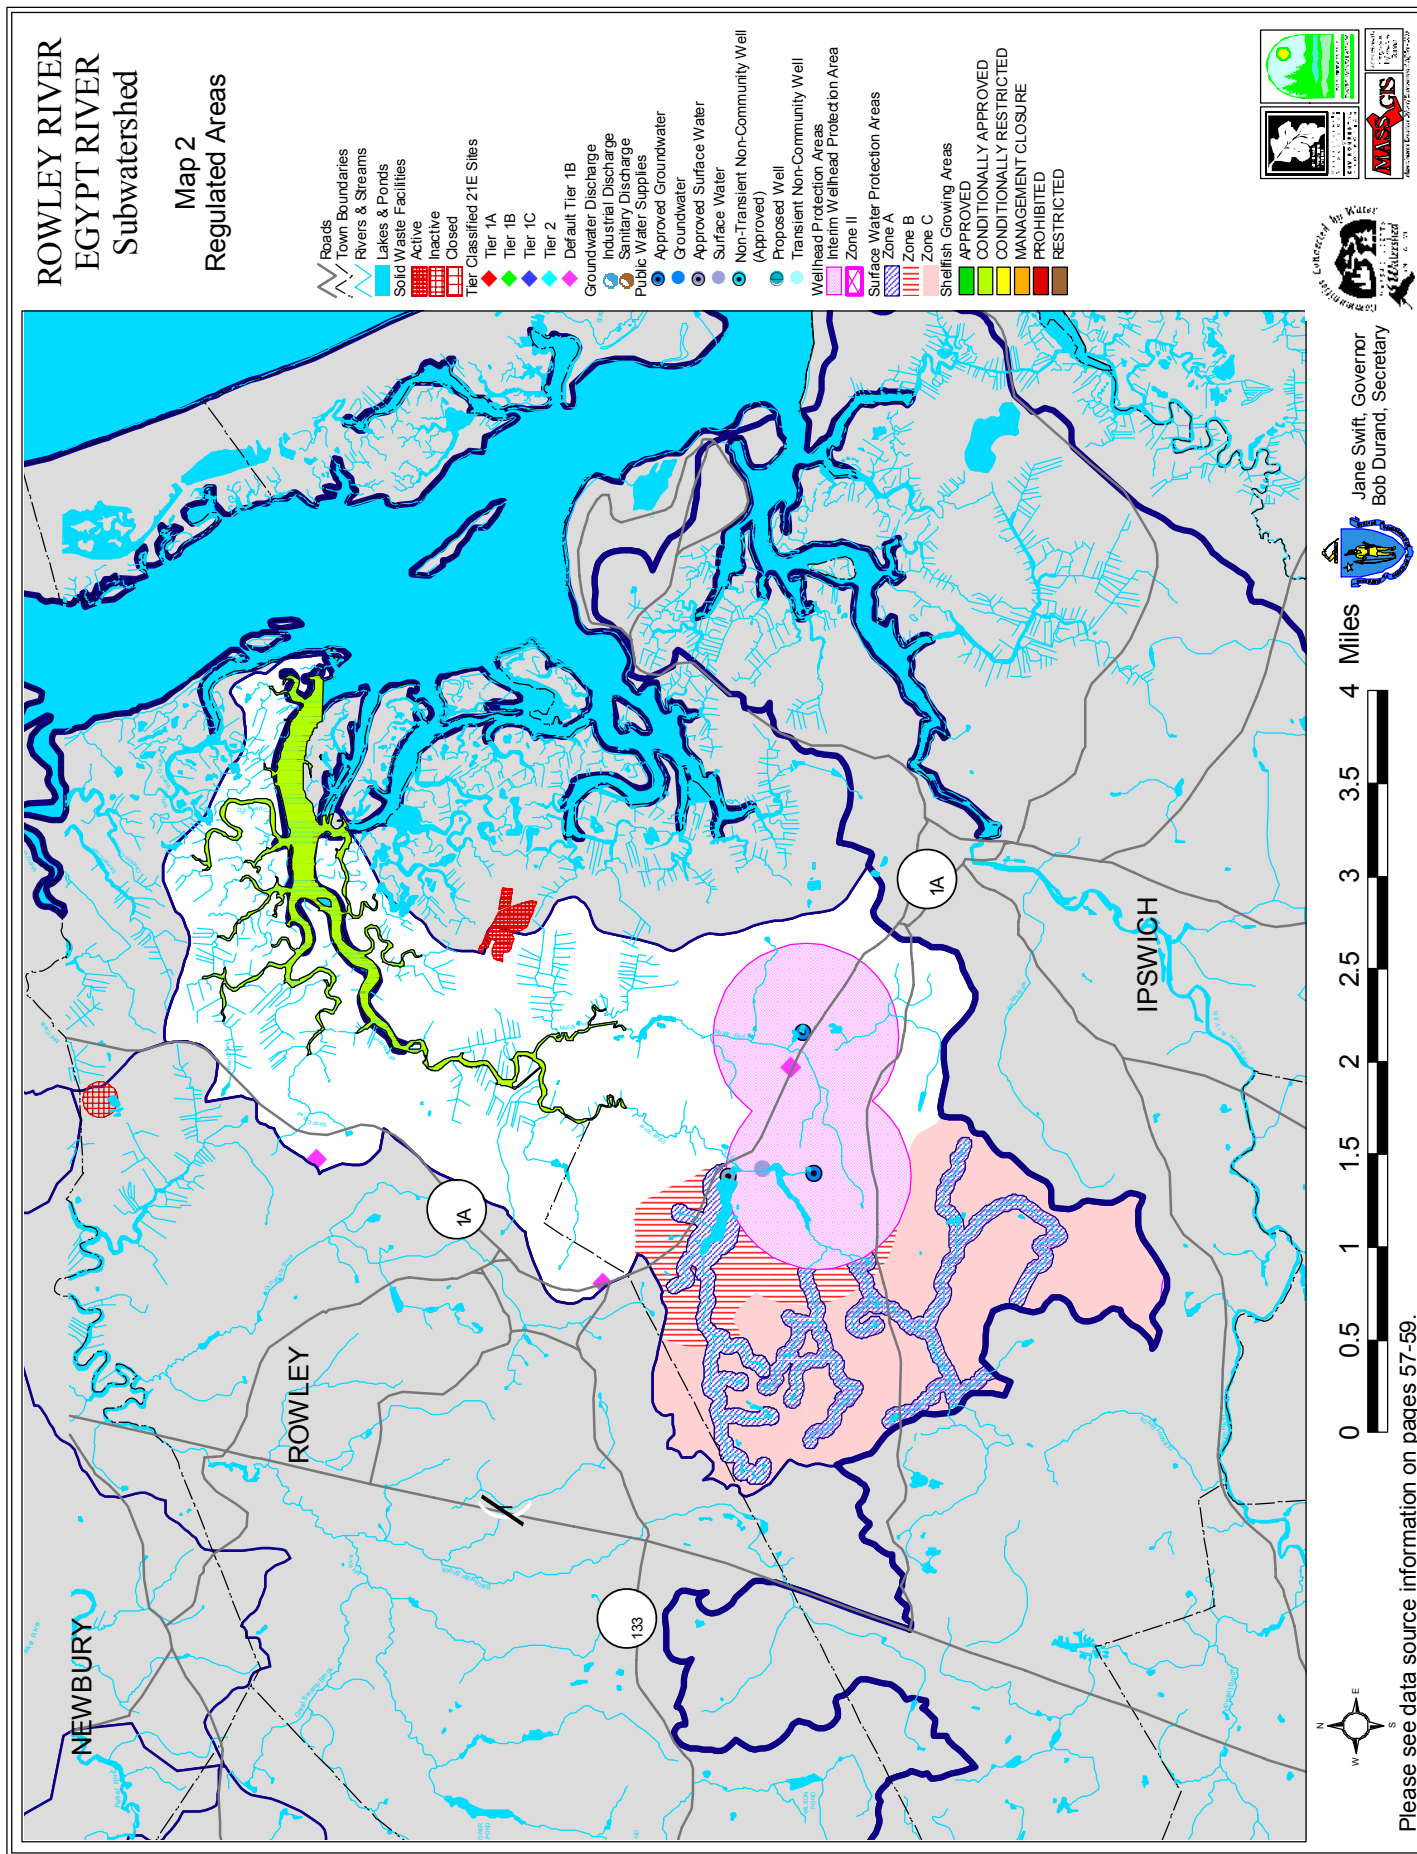 ROWLEY RIVER
EGYPT RIVER
Subwatershed
Map 2
Regulated Areas
Roads
Town Boundaries
Rivers & Streams
Lakes & Ponds
Solid Waste Facilities
Active
Inactive
Closed
Tier Classified 21E Sites
Tier 1A
Tier 1B
Tier 1C
Tier 2
Default Tier 1B
Groundwater Discharge
Industrial Discharge
Sanitary Discharge
Public Water Supplies
Approved Groundwater
Groundwater
Approved Surface Water
Surface Water
Non-Transient Non-Community Well
(Approved)
Proposed Well
Transient Non-Community Well
Wellhead Protection Areas
Interim Wellhead Protection Area
Zone II
Surface Water Protection Areas
Zone A
Zone B
Zone C
Shellfish Growing Areas
APPROVED
CONDITIONALLY APPROVED
CONDITIONALLY RESTRICTED
MANAGEMENT CLOSURE
PROHIBITED
RESTRICTED
NEWBURY
ROWLEY
IPSWICH
1A
1A
133
N
W E
S
0 0.5 1 1.5 2 2.5 3 3.5 4 Miles
Jane Swift, Governor
Bob Durand, Secretary
MASS GIS
Please see data source information on pages 57-59.